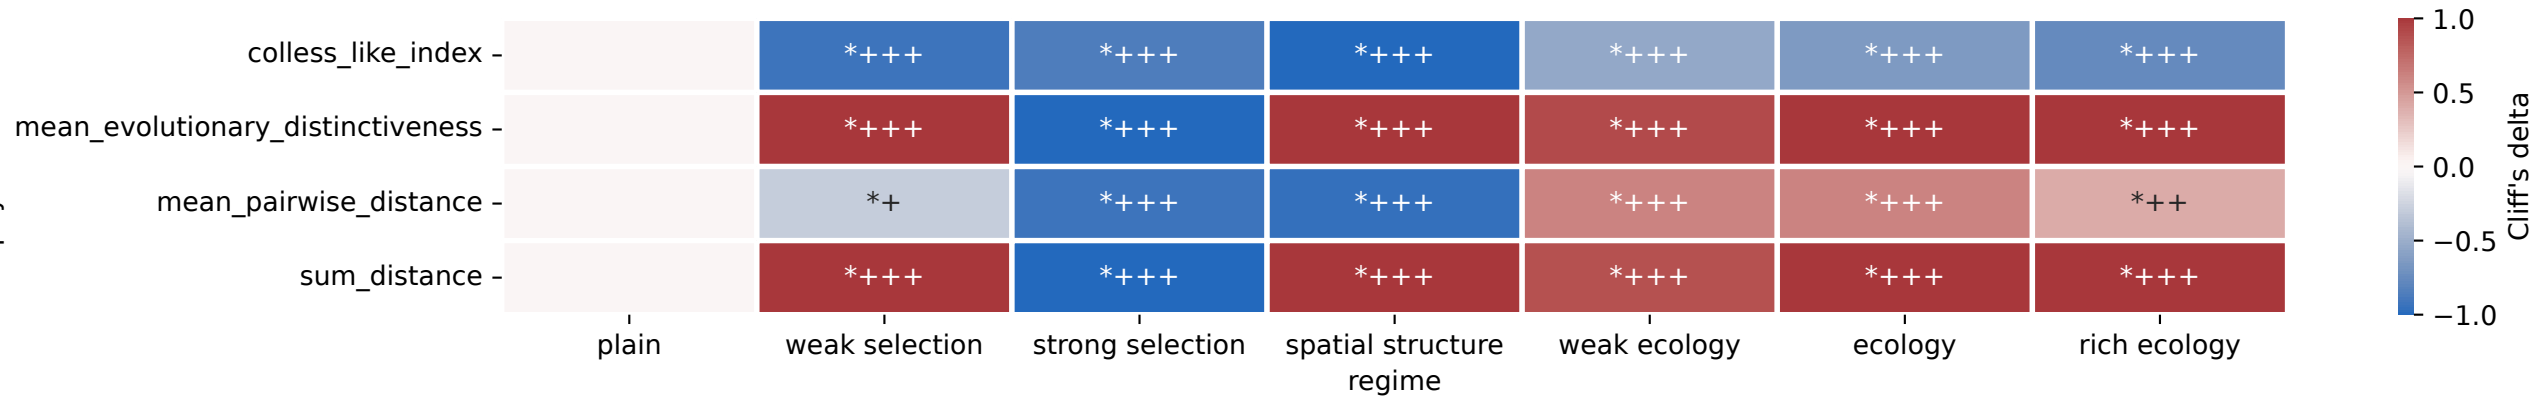 colless_like_index *+++ *+++ *+++ *+++ *+++ *+++
mean_evolutionary_distinctiveness *+++ *+++ *+++ *+++ *+++ *+++
mean_pairwise_distance *+ *+++ *+++ *+++ *+++ *++
sum_distance *+++ *+++ *+++ *+++ *+++ *+++
plain weak selection strong selection spatial structure weak ecology ecology rich ecology
regime
1.0
0.5
0.0
−0.5
−1.0
Cliff's delta